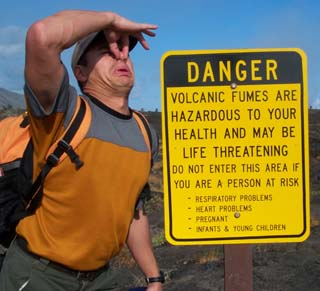 DANGER
VOLCANIC FUMES ARE
HAZARDOUS TO YOUR
HEALTH AND MAY BE
LIFE THREATENING
DO NOT ENTER THIS AREA IF
YOU ARE A PERSON AT RISK
- RESPIRATORY PROBLEMS
- HEART PROBLEMS
- PREGNANT
- INFANTS & YOUNG CHILDREN